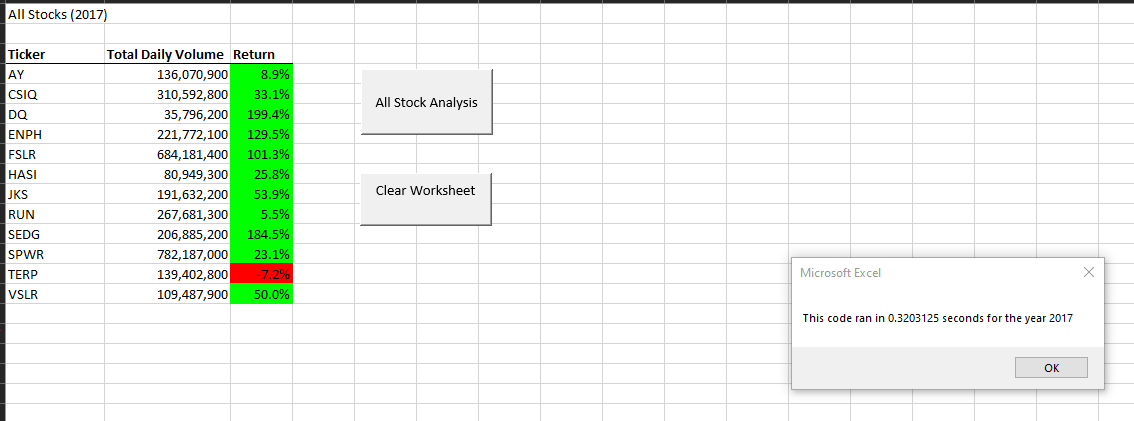 All Stocks (2017)
Ticker Total Daily Volume Return
AY 136,070,900 8.9%
CSIQ 310,592,800 33.1%
DQ 35,796,200 199.4%
ENPH 221,772,100 129.5%
FSLR 684,181,400 101.3%
HASI 80,949,300 25.8%
JKS 191,632,200 53.9%
RUN 267,681,300 5.5%
SEDG 206,885,200 184.5%
SPWR 782,187,000 23.1%
TERP 139,402,800 -7.2%
VSLR 109,487,900 50.0%
All Stock Analysis
Clear Worksheet
Microsoft Excel
This code ran in 0.3203125 seconds for the year 2017
OK